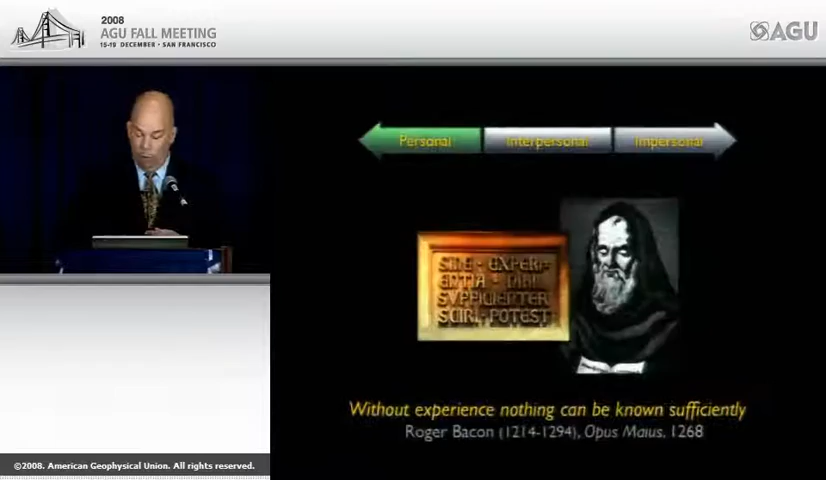 2008
AGU FALL MEETING
15-19 DECEMBER • SAN FRANCISCO
AGU
Personal
Interpersonal
Impersonal
SINE • EXPERI
ENTIA • NIHIL
SVFFICIENTER
SCIRI • POTEST
Without experience nothing can be known sufficiently
Roger Bacon (1214-1294), Opus Maius, 1268
©2008. American Geophysical Union. All rights reserved.